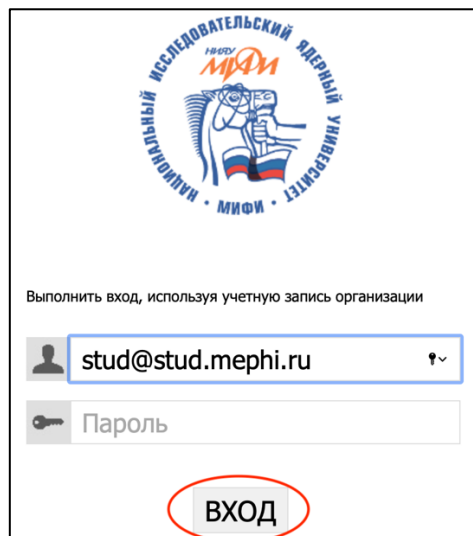 НАЦИОНАЛЬНЫЙ ИССЛЕДОВАТЕЛЬСКИЙ ЯДЕРНЫЙ УНИВЕРСИТЕТ
НИЯУ
МИФИ
• МИФИ •
Выполнить вход, используя учетную запись организации
stud@stud.mephi.ru
Пароль
ВХОД